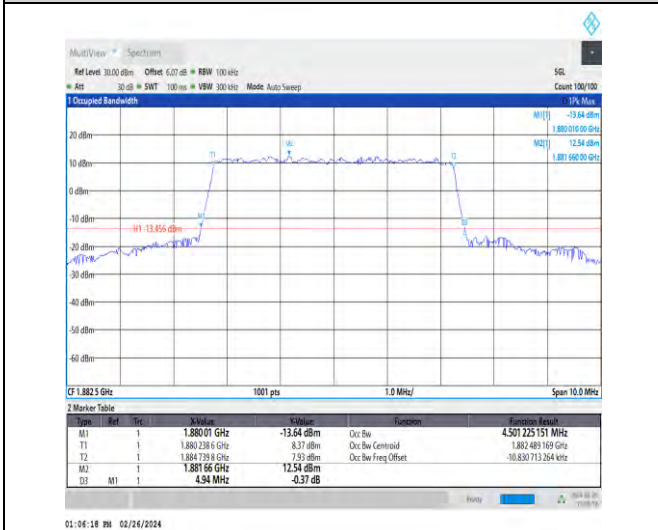 MultiView Spectrum
Ref Level 30.00 dBm Offset 6.07 dB RBW 100 kHz SGL
Att 30 dB SWT 100 ms VBW 300 kHz Mode Auto Sweep Count 100/100
1 Occupied Bandwidth 1Pk Max
M1[1] -13.64 dBm
1.880 010 00 GHz
20 dBm M2[1] 12.54 dBm
1.881 660 00 GHz
T1 M2 T2
10 dBm
0 dBm
-10 dBm
M1 D3
H1 -13.456 dBm
-20 dBm
-30 dBm
-40 dBm
-50 dBm
-60 dBm
CF 1.882 5 GHz 1001 pts 1.0 MHz/ Span 10.0 MHz
2 Marker Table
Type Ref Trc X-Value Y-Value Function Function Result
M1 1 1.880 01 GHz -13.64 dBm Occ Bw 4.501 225 151 MHz
T1 1 1.880 238 6 GHz 8.37 dBm Occ Bw Centroid 1.882 489 169 GHz
T2 1 1.884 739 8 GHz 7.93 dBm Occ Bw Freq Offset -10.830 713 264 kHz
M2 1 1.881 66 GHz 12.54 dBm
D3 M1 1 4.94 MHz -0.37 dB
Ready
01:06:18 PM 02/26/2024